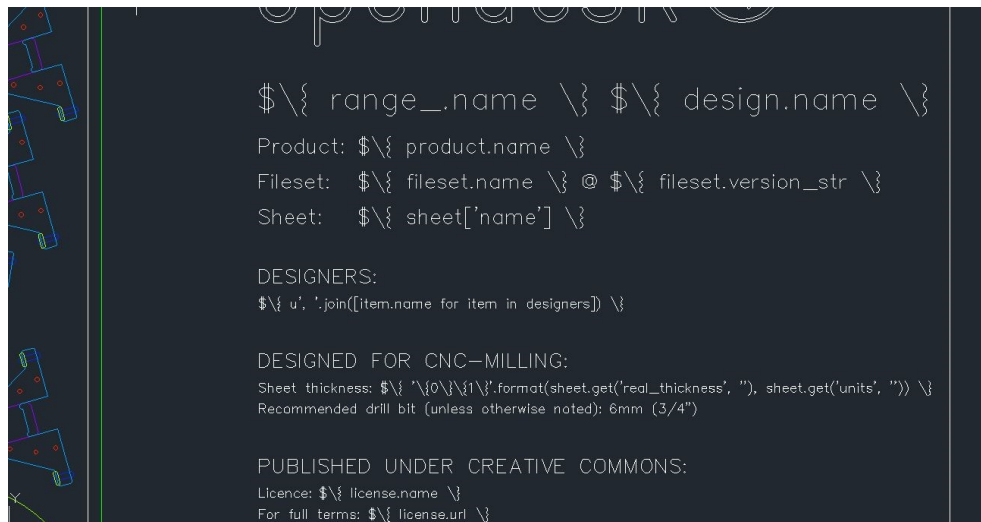 opendesk
$\{ range_.name \} $\{ design.name \}
Product: $\{ product.name \}
Fileset: $\{ fileset.name \} @ $\{ fileset.version_str \}
Sheet: $\{ sheet['name'] \}
DESIGNERS:
$\{ u', '.join([item.name for item in designers]) \}
DESIGNED FOR CNC-MILLING:
Sheet thickness: $\{ '\{0\}\{1\}'.format(sheet.get('real_thickness', ''), sheet.get('units', '')) \}
Recommended drill bit (unless otherwise noted): 6mm (3/4")
PUBLISHED UNDER CREATIVE COMMONS:
Licence: $\{ license.name \}
For full terms: $\{ license.url \}
Y